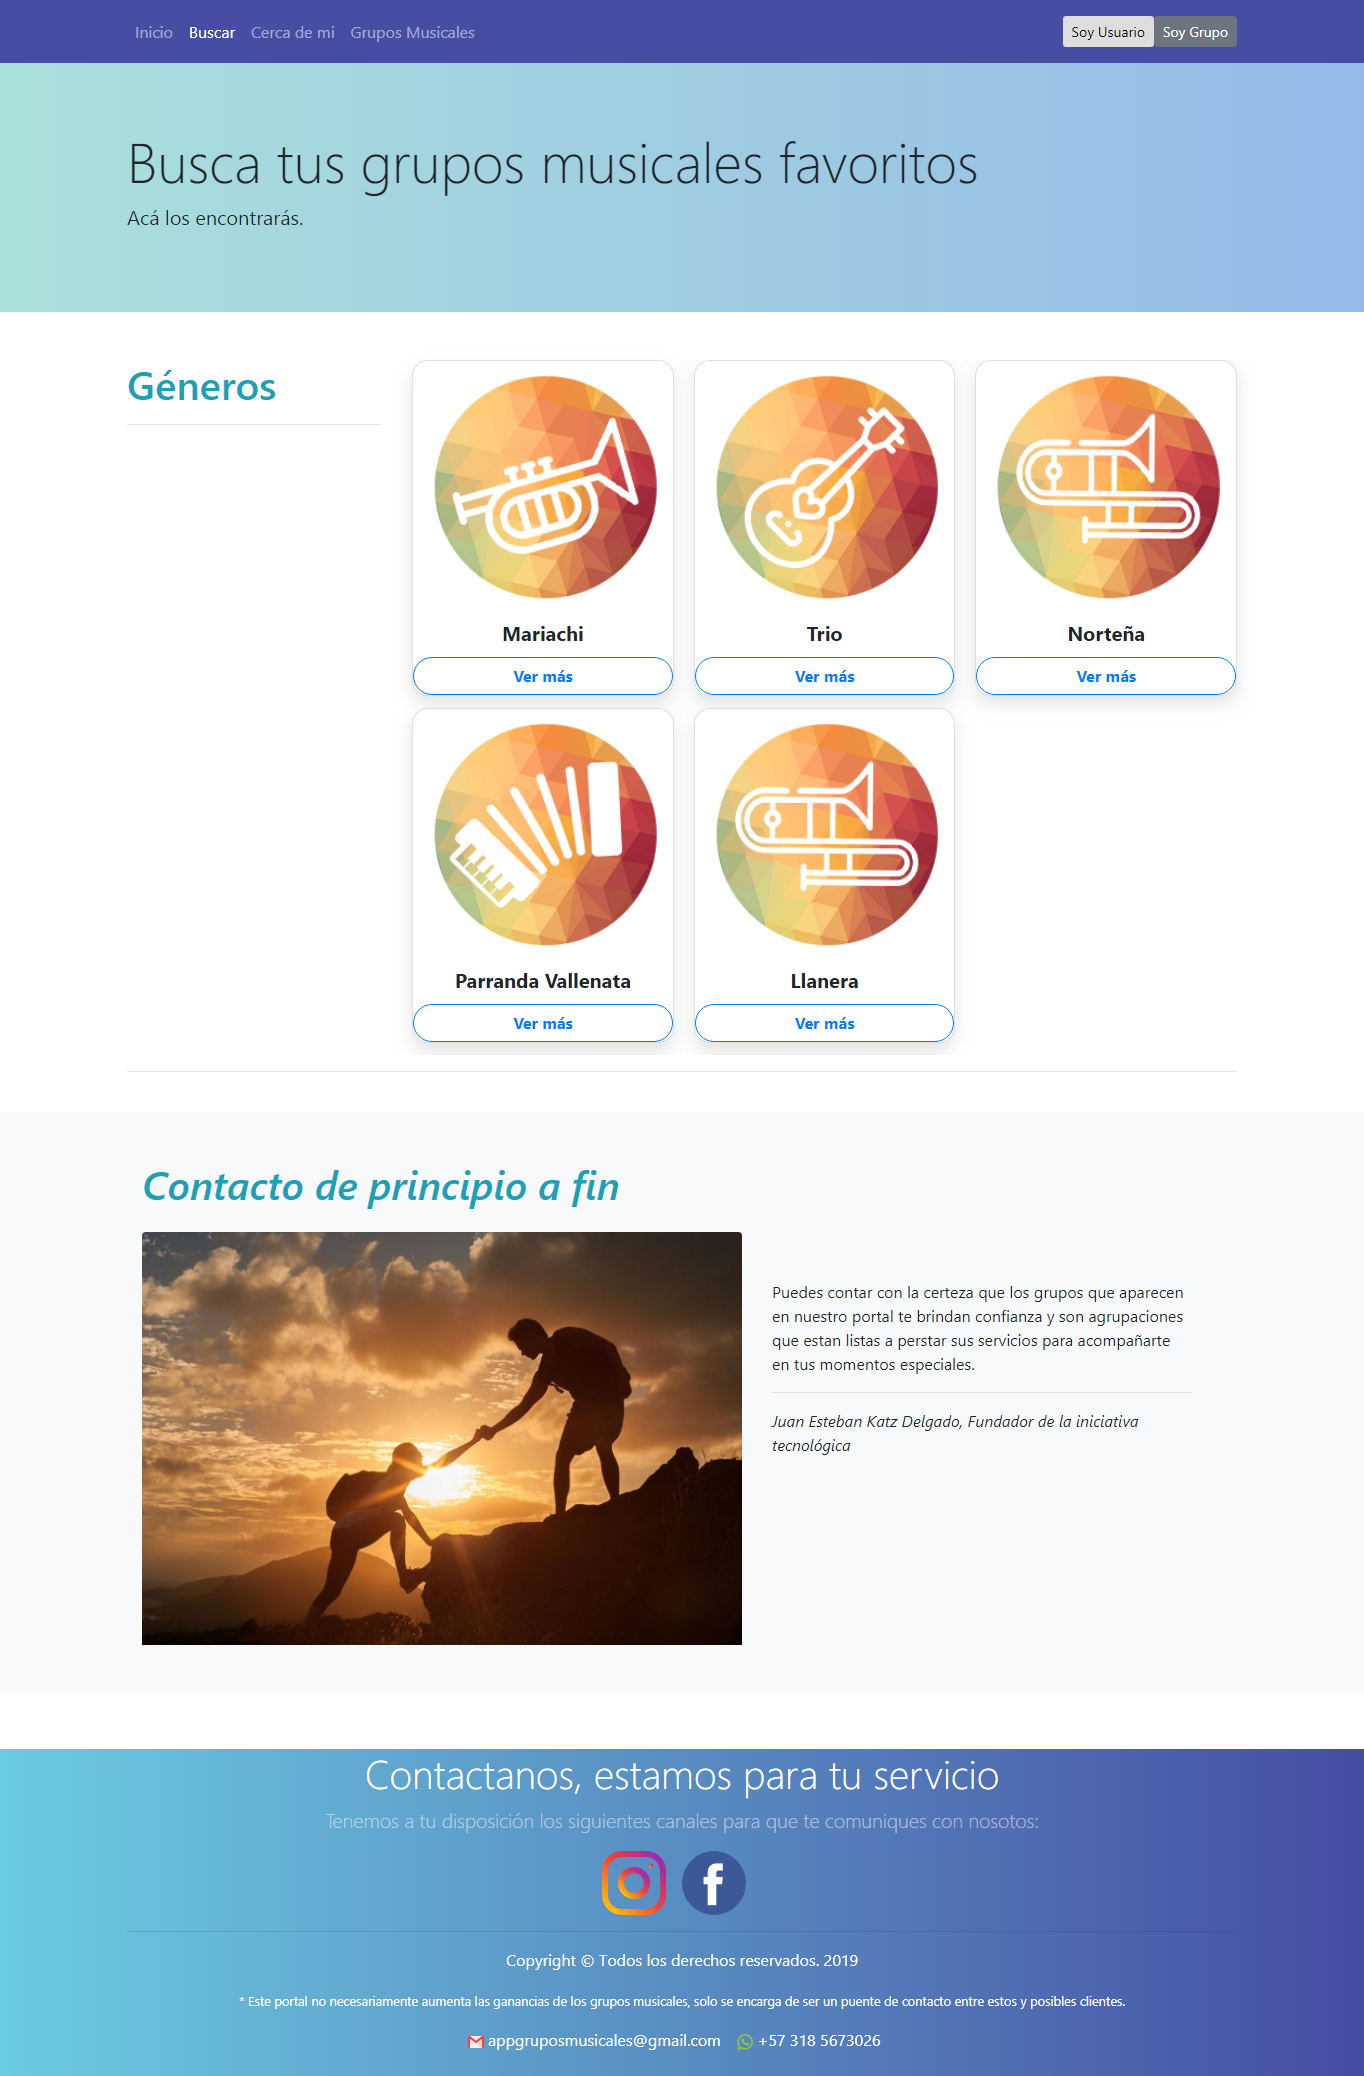 Inicio Buscar Cerca de mi Grupos Musicales Soy Usuario Soy Grupo
Busca tus grupos musicales favoritos
Acá los encontrarás.
Géneros
Mariachi
Ver más
Trio
Ver más
Norteña
Ver más
Parranda Vallenata
Ver más
Llanera
Ver más
Contacto de principio a fin
Puedes contar con la certeza que los grupos que aparecen
en nuestro portal te brindan confianza y son agrupaciones
que estan listas a perstar sus servicios para acompañarte
en tus momentos especiales.
Juan Esteban Katz Delgado, Fundador de la iniciativa
tecnológica
Contactanos, estamos para tu servicio
Tenemos a tu disposición los siguientes canales para que te comuniques con nosotos:
Copyright © Todos los derechos reservados. 2019
* Este portal no necesariamente aumenta las ganancias de los grupos musicales, solo se encarga de ser un puente de contacto entre estos y posibles clientes.
appgruposmusicales@gmail.com +57 318 5673026